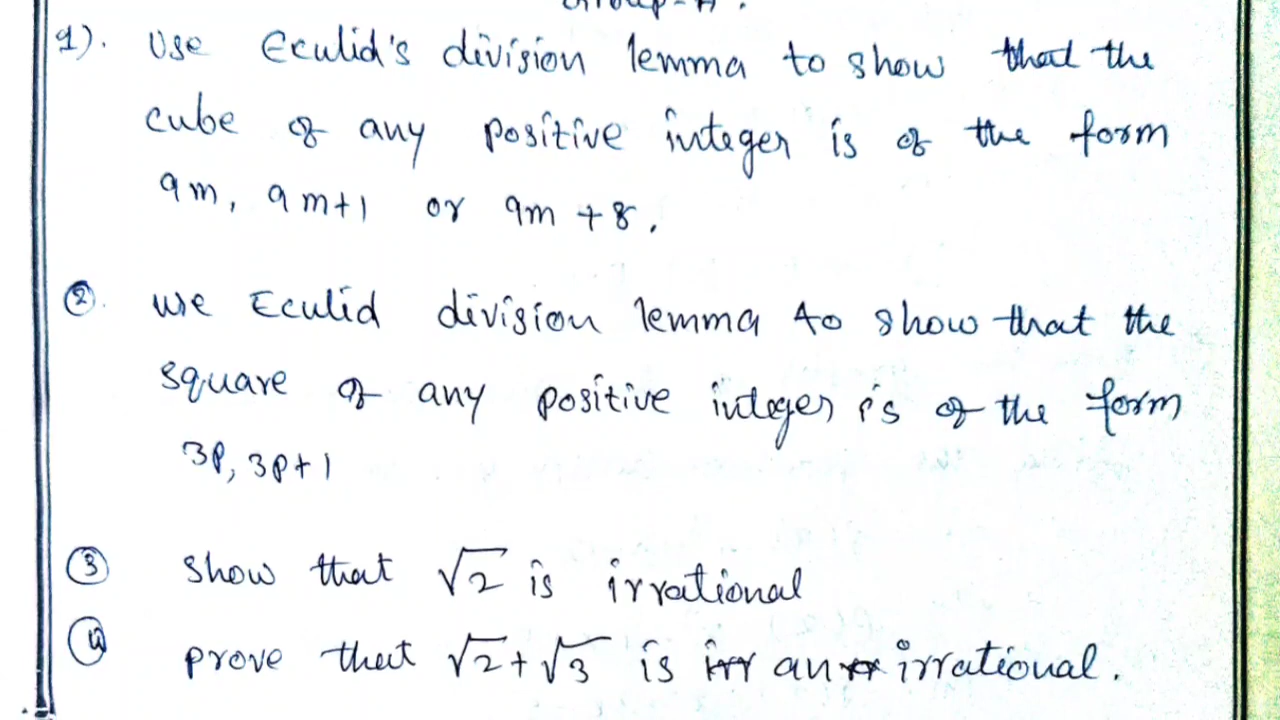 Group-A.
1). Use Eculid's division lemma to show that the
cube of any positive integer is of the form
9m, 9m+1 or 9m +8.
②. we Eculid division lemma to show that the
square of any positive integer is of the form
3p, 3p+1
③ show that √2 is irrational
④ prove that √2+√3 is an irrational.